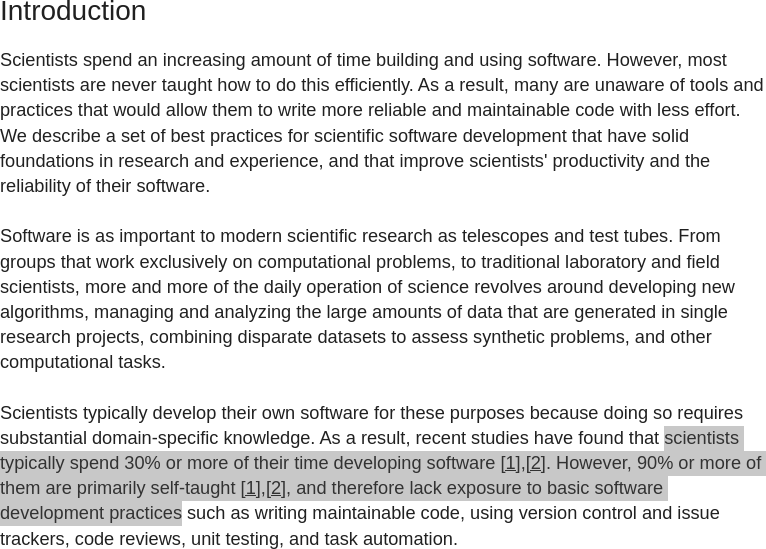 Introduction
Scientists spend an increasing amount of time building and using software. However, most
scientists are never taught how to do this efficiently. As a result, many are unaware of tools and
practices that would allow them to write more reliable and maintainable code with less effort.
We describe a set of best practices for scientific software development that have solid
foundations in research and experience, and that improve scientists' productivity and the
reliability of their software.
Software is as important to modern scientific research as telescopes and test tubes. From
groups that work exclusively on computational problems, to traditional laboratory and field
scientists, more and more of the daily operation of science revolves around developing new
algorithms, managing and analyzing the large amounts of data that are generated in single
research projects, combining disparate datasets to assess synthetic problems, and other
computational tasks.
Scientists typically develop their own software for these purposes because doing so requires
substantial domain-specific knowledge. As a result, recent studies have found that scientists
typically spend 30% or more of their time developing software [1],[2]. However, 90% or more of
them are primarily self-taught [1],[2], and therefore lack exposure to basic software
development practices such as writing maintainable code, using version control and issue
trackers, code reviews, unit testing, and task automation.